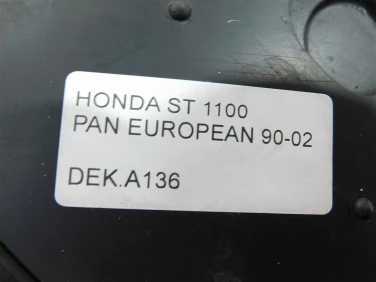 HONDA ST 1100
PAN EUROPEAN 90-02
DEK.A136